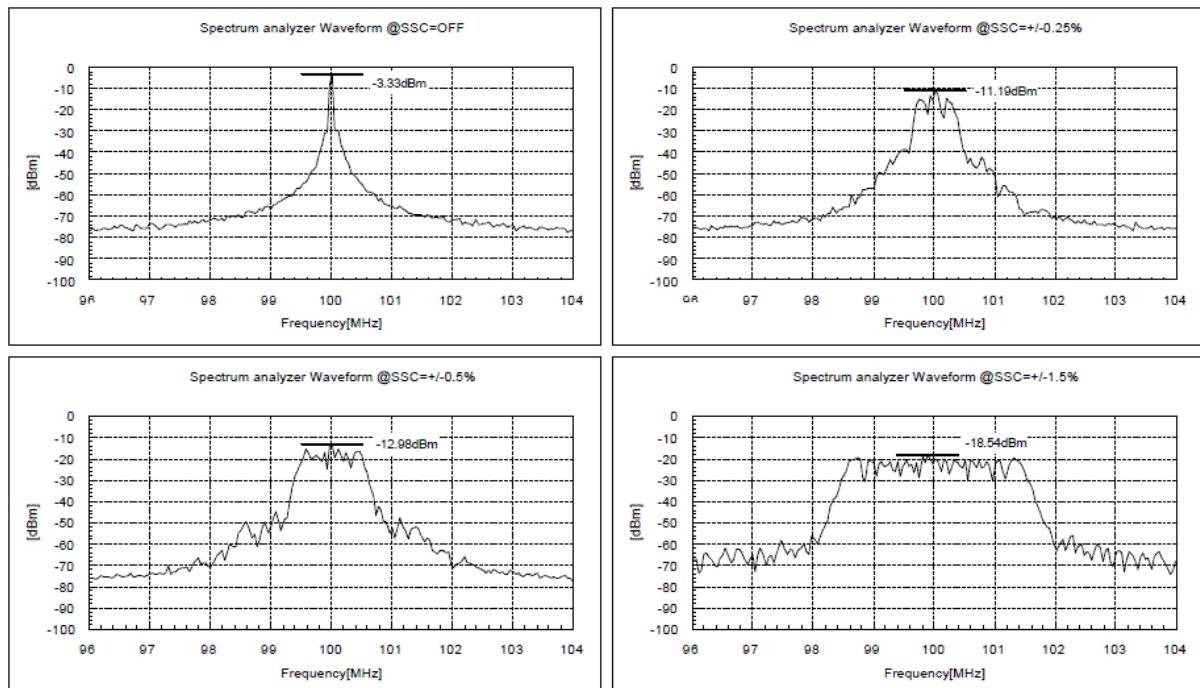 Spectrum analyzer Waveform @SSC=OFF
0
-10
-20
-30
-40
-50
-60
-70
-80
-90
-100
[dBm]
-3.33dBm
96 97 98 99 100 101 102 103 104
Frequency[MHz]
Spectrum analyzer Waveform @SSC=+/-0.25%
0
-10
-20
-30
-40
-50
-60
-70
-80
-90
-100
[dBm]
-11.19dBm
96 97 98 99 100 101 102 103 104
Frequency[MHz]
Spectrum analyzer Waveform @SSC=+/-0.5%
0
-10
-20
-30
-40
-50
-60
-70
-80
-90
-100
[dBm]
-12.98dBm
96 97 98 99 100 101 102 103 104
Frequency[MHz]
Spectrum analyzer Waveform @SSC=+/-1.5%
0
-10
-20
-30
-40
-50
-60
-70
-80
-90
-100
[dBm]
-18.54dBm
96 97 98 99 100 101 102 103 104
Frequency[MHz]